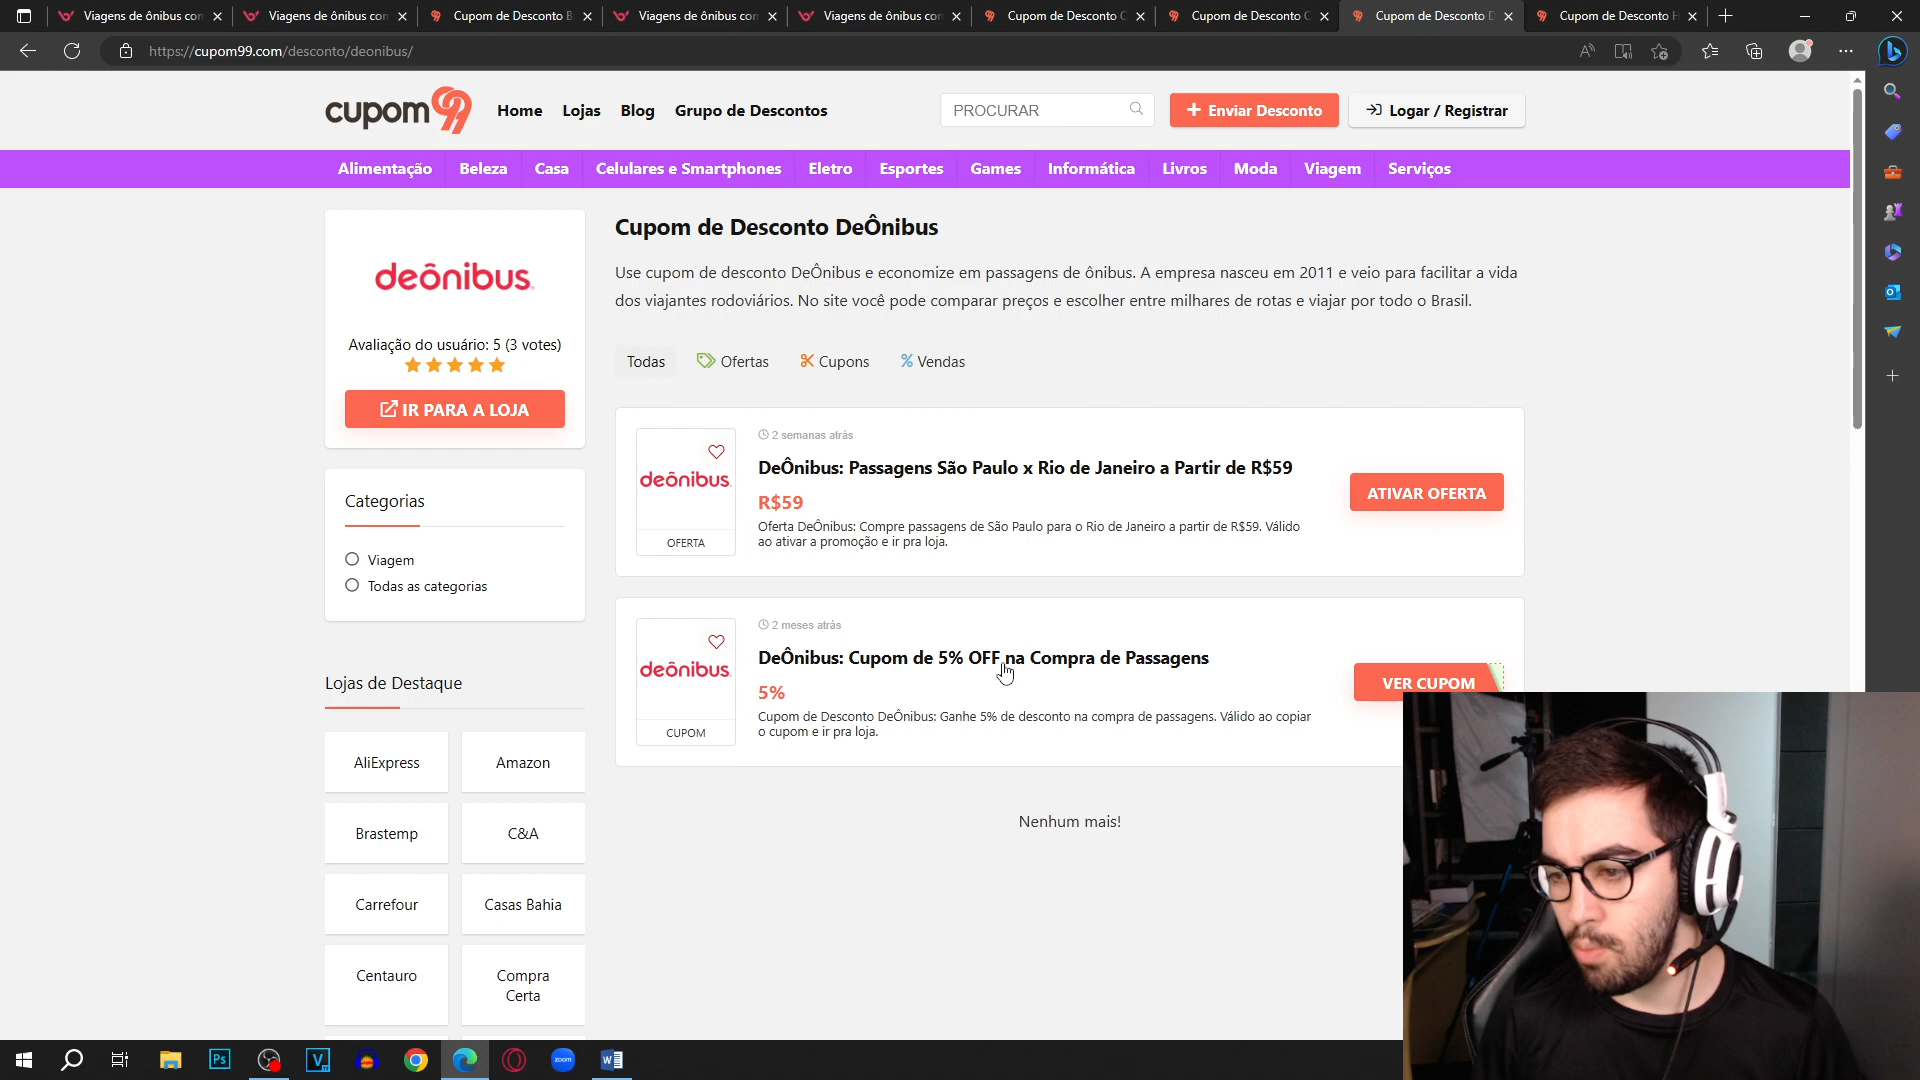 Viagens de ônibus con
Viagens de ônibus con
Cupom de Desconto B
Viagens de ônibus con
Viagens de ônibus con
Cupom de Desconto C
Cupom de Desconto C
Cupom de Desconto D
Cupom de Desconto H
https://cupom99.com/desconto/deonibus/
cupom99
Home
Lojas
Blog
Grupo de Descontos
PROCURAR
Enviar Desconto
Logar / Registrar
Alimentação
Beleza
Casa
Celulares e Smartphones
Eletro
Esportes
Games
Informática
Livros
Moda
Viagem
Serviços
deônibus
Avaliação do usuário: 5 (3 votes)
IR PARA A LOJA
Categorias
Viagem
Todas as categorias
Lojas de Destaque
AliExpress
Amazon
Brastemp
C&A
Carrefour
Casas Bahia
Centauro
Compra
Certa
Cupom de Desconto DeÔnibus
Use cupom de desconto DeÔnibus e economize em passagens de ônibus. A empresa nasceu em 2011 e veio para facilitar a vida
dos viajantes rodoviários. No site você pode comparar preços e escolher entre milhares de rotas e viajar por todo o Brasil.
Todas
Ofertas
Cupons
% Vendas
deônibus
OFERTA
2 semanas atrás
DeÔnibus: Passagens São Paulo x Rio de Janeiro a Partir de R$59
R$59
Oferta DeÔnibus: Compre passagens de São Paulo para o Rio de Janeiro a partir de R$59. Válido
ao ativar a promoção e ir pra loja.
ATIVAR OFERTA
deônibus
CUPOM
2 meses atrás
DeÔnibus: Cupom de 5% OFF na Compra de Passagens
5%
Cupom de Desconto DeÔnibus: Ganhe 5% de desconto na compra de passagens. Válido ao copiar
o cupom e ir pra loja.
VER CUPOM
Nenhum mais!
Ps
V
zoom
W